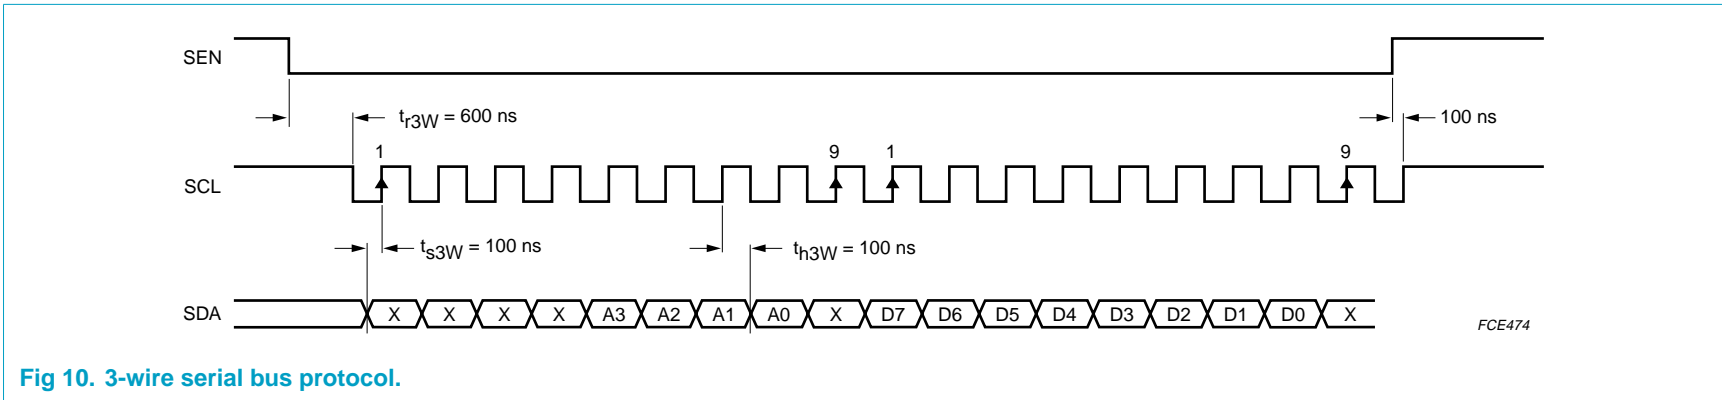 SEN
tr3W = 600 ns
100 ns
1
9
1
9
SCL
ts3W = 100 ns
th3W = 100 ns
SDA
X
X
X
X
A3
A2
A1
A0
X
D7
D6
D5
D4
D3
D2
D1
D0
X
FCE474
Fig 10. 3-wire serial bus protocol.